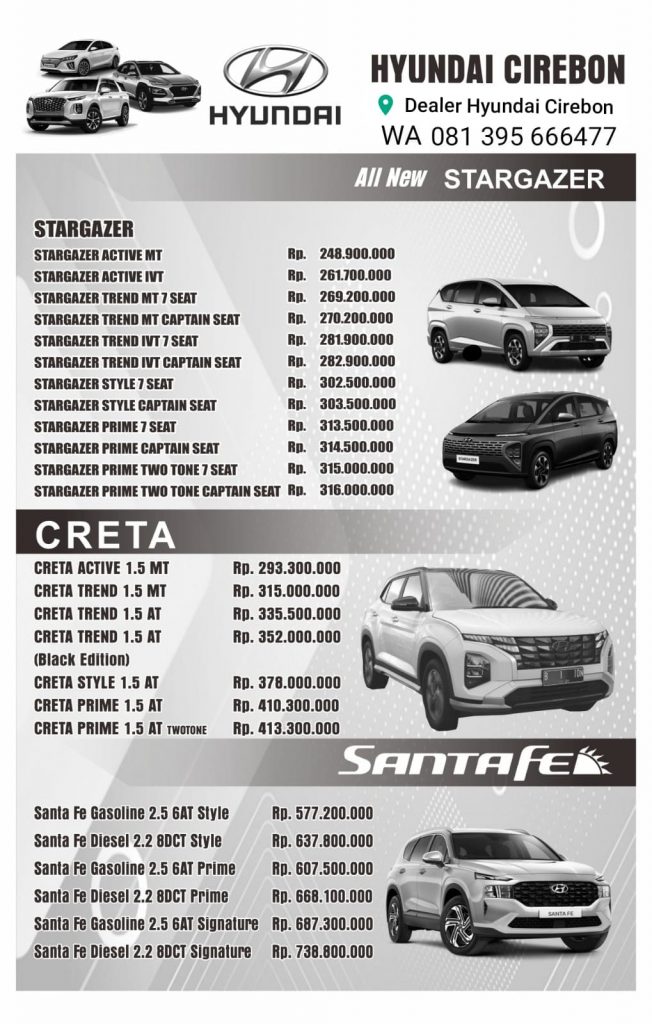 HYUNDAI
HYUNDAI CIREBON
Dealer Hyundai Cirebon
WA 081 395 666477
All New STARGAZER
STARGAZER
STARGAZER ACTIVE MT Rp. 248.900.000
STARGAZER ACTIVE IVT Rp. 261.700.000
STARGAZER TREND MT 7 SEAT Rp. 269.200.000
STARGAZER TREND MT CAPTAIN SEAT Rp. 270.200.000
STARGAZER TREND IVT 7 SEAT Rp. 281.900.000
STARGAZER TREND IVT CAPTAIN SEAT Rp. 282.900.000
STARGAZER STYLE 7 SEAT Rp. 302.500.000
STARGAZER STYLE CAPTAIN SEAT Rp. 303.500.000
STARGAZER PRIME 7 SEAT Rp. 313.500.000
STARGAZER PRIME CAPTAIN SEAT Rp. 314.500.000
STARGAZER PRIME TWO TONE 7 SEAT Rp. 315.000.000
STARGAZER PRIME TWO TONE CAPTAIN SEAT Rp. 316.000.000
STARGAZER
CRETA
CRETA ACTIVE 1.5 MT Rp. 293.300.000
CRETA TREND 1.5 MT Rp. 315.000.000
CRETA TREND 1.5 AT Rp. 335.500.000
CRETA TREND 1.5 AT Rp. 352.000.000
(Black Edition)
CRETA STYLE 1.5 AT Rp. 378.000.000
CRETA PRIME 1.5 AT Rp. 410.300.000
CRETA PRIME 1.5 AT TWOTONE Rp. 413.300.000
SANTAFE
Santa Fe Gasoline 2.5 6AT Style Rp. 577.200.000
Santa Fe Diesel 2.2 8DCT Style Rp. 637.800.000
Santa Fe Gasoline 2.5 6AT Prime Rp. 607.500.000
Santa Fe Diesel 2.2 8DCT Prime Rp. 668.100.000
Santa Fe Gasoline 2.5 6AT Signature Rp. 687.300.000
Santa Fe Diesel 2.2 8DCT Signature Rp. 738.800.000
SANTA FE